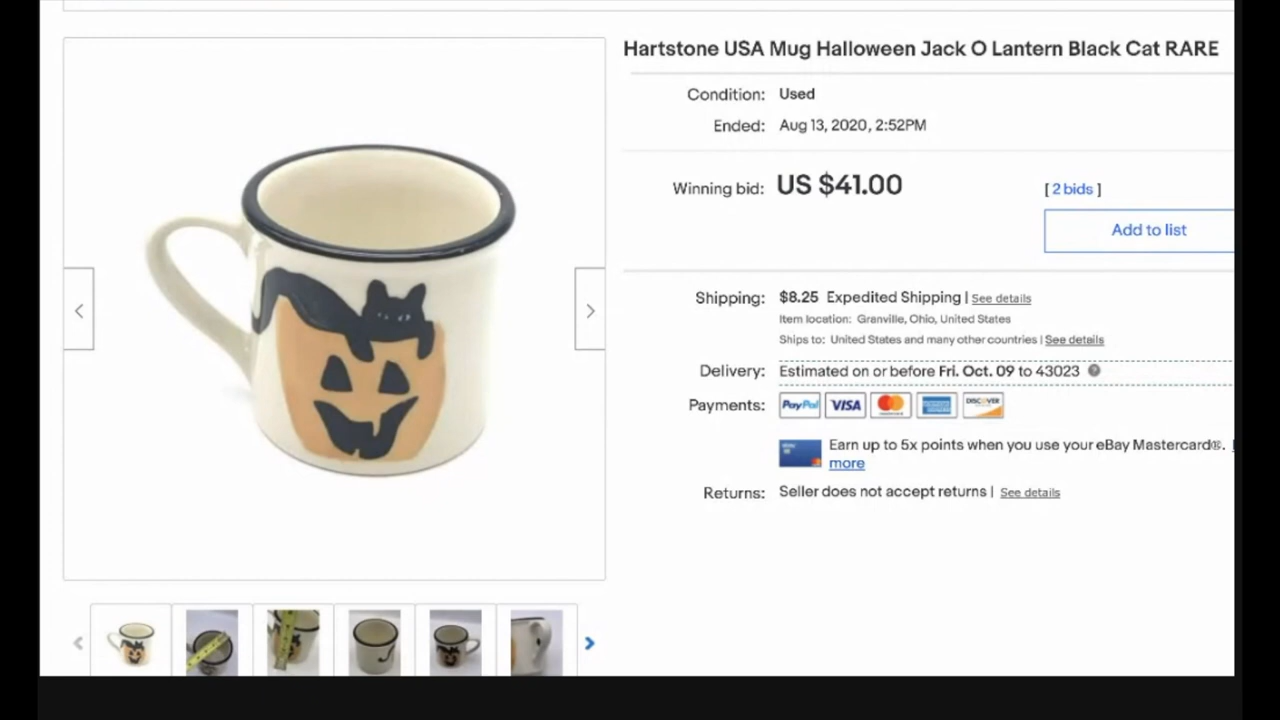 Hartstone USA Mug Halloween Jack O Lantern Black Cat RARE
Condition: Used
Ended: Aug 13, 2020, 2:52PM
Winning bid: US $41.00 [ 2 bids ]
Add to list
Shipping: $8.25 Expedited Shipping | See details
Item location: Granville, Ohio, United States
Ships to: United States and many other countries | See details
Delivery: Estimated on or before Fri. Oct. 09 to 43023
Payments: PayPal VISA DISCOVER
Earn up to 5x points when you use your eBay Mastercard®.
more
Returns: Seller does not accept returns | See details